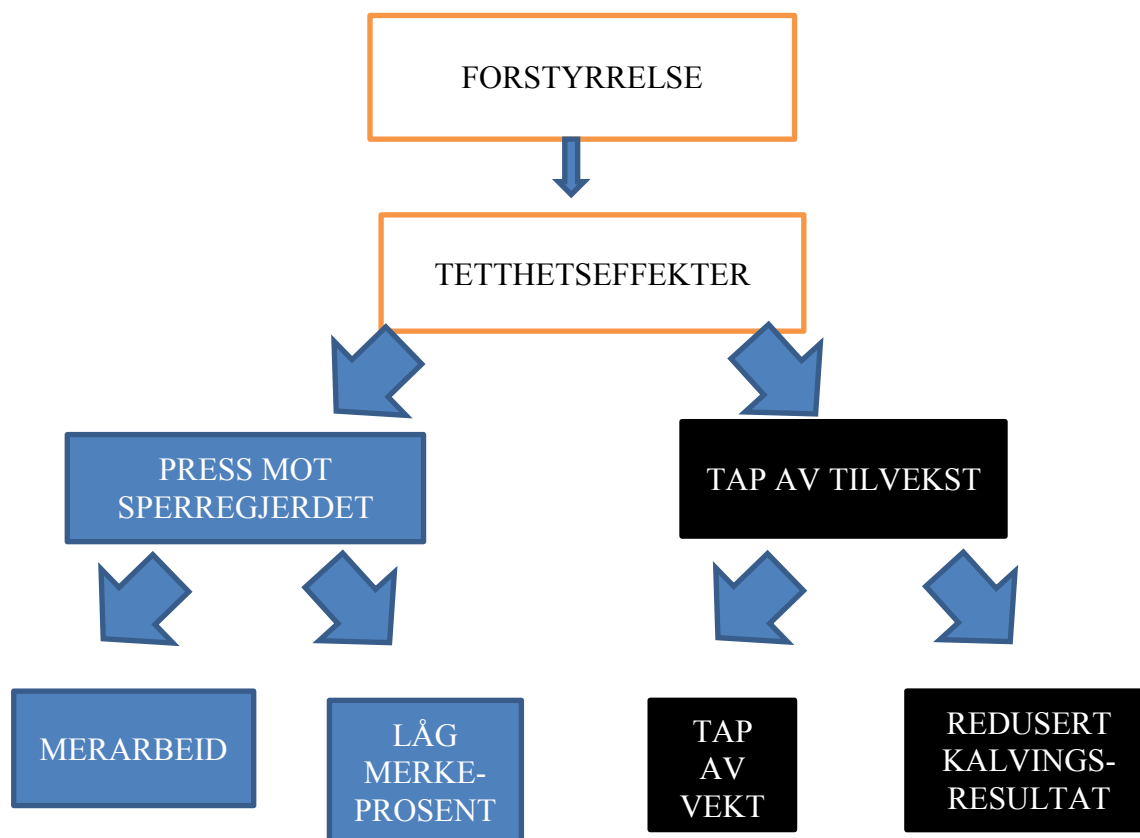 FORSTYRRELSE
TETTHETSEFFEKTER
PRESS MOT
SPERREGJERDET
TAP AV TILVEKST
MERARBEID
LÅG
MERKE-
PROSENT
TAP
AV
VEKT
REDUSERT
KALVINGS-
RESULTAT